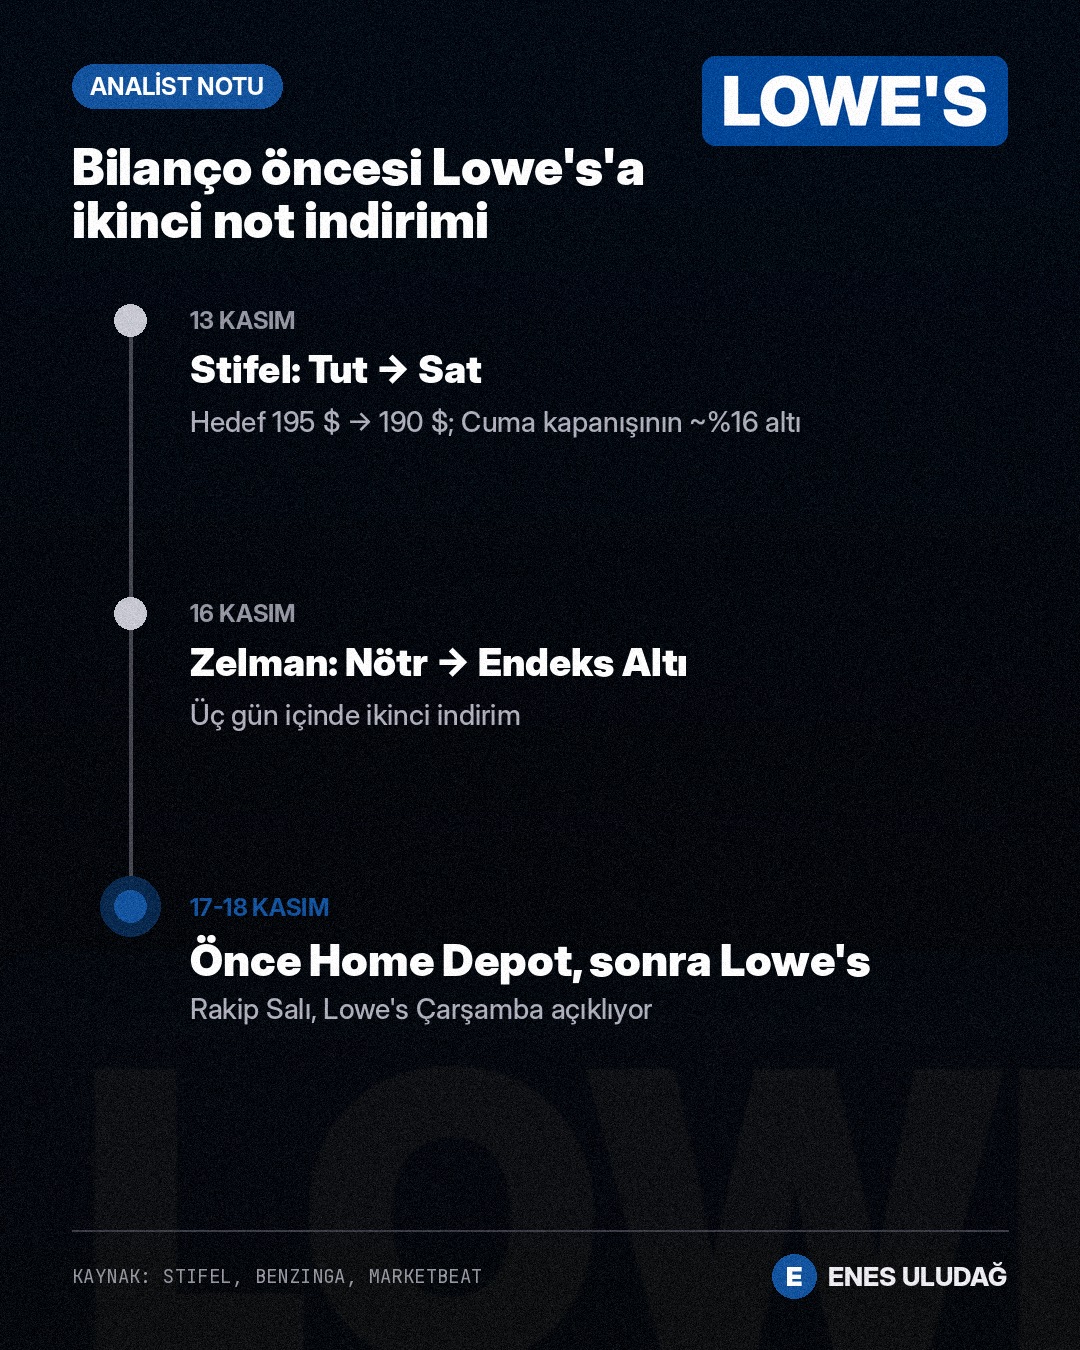 ANALİST NOTU
LOWE'S
Bilanço öncesi Lowe's'a
ikinci not indirimi
13 KASIM
Stifel: Tut → Sat
Hedef 195 $ → 190 $; Cuma kapanışının ~%16 altı
16 KASIM
Zelman: Nötr → Endeks Altı
Üç gün içinde ikinci indirim
17-18 KASIM
Önce Home Depot, sonra Lowe's
Rakip Salı, Lowe's Çarşamba açıklıyor
LOWE
KAYNAK: STIFEL, BENZINGA, MARKETBEAT
E ENES ULUDAĞ